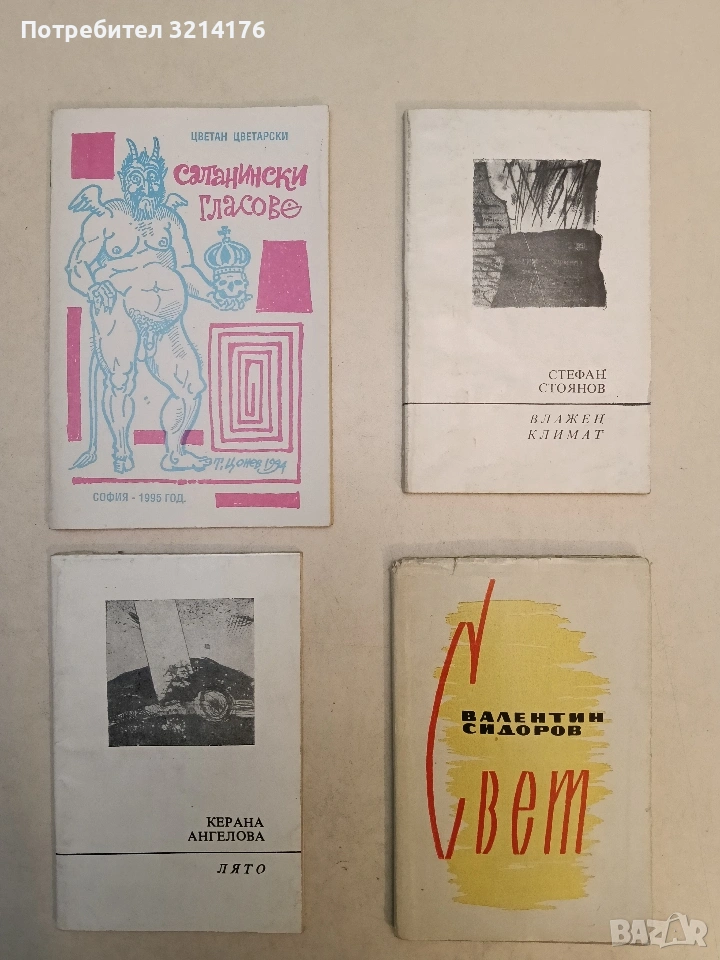 Потребител 3214176
ЦВЕТАН ЦВЕТАРСКИ
САТАНИНСКИ
ГЛАСОВЕ
Т. ЦОНЕВ 1994
СОФИЯ - 1995 ГОД.
СТЕФАН
СТОЯНОВ
ВЛАЖЕН
КЛИМАТ
КЕРАНА
АНГЕЛОВА
ЛЯТО
ВАЛЕНТИН
СИДОРОВ
Свет
BAZAR